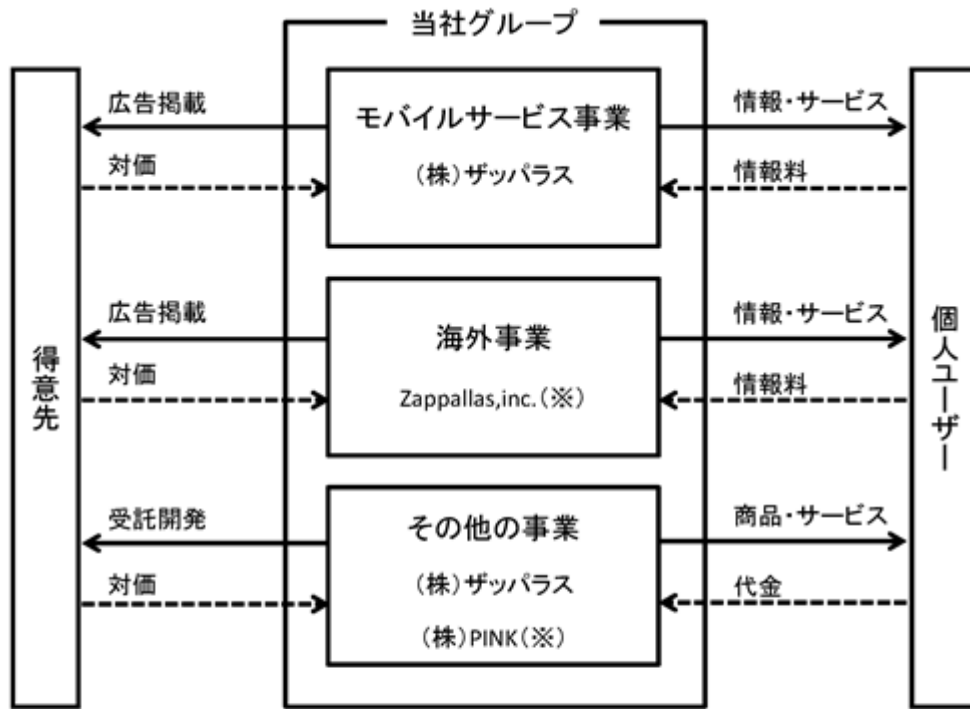 当社グループ
得意先
広告掲載
対価
モバイルサービス事業
(株)ザッパラス
情報・サービス
情報料
広告掲載
対価
海外事業
Zappallas,inc.(※)
情報・サービス
情報料
受託開発
対価
その他の事業
(株)ザッパラス
(株)PINK(※)
商品・サービス
代金
個人ユーザー